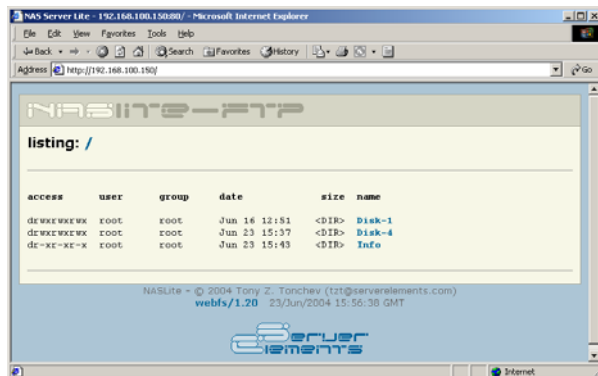 NAS Server Lite - 192.168.100.150:80/ - Microsoft Internet Explorer
File Edit View Favorites Tools Help
Back Search Favorites History
Address http://192.168.100.150/ Go
NASLite-FTP
listing: /
access user group date size name
drwxrwxrwx root root Jun 16 12:51 <DIR> Disk-1
drwxrwxrwx root root Jun 23 15:37 <DIR> Disk-4
dr-xr-xr-x root root Jun 23 15:43 <DIR> Info
NASLite - © 2004 Tony Z. Tonchev (tzt@serverelements.com)
webfs/1.20 23/Jun/2004 15:56:38 GMT
Server
Elements
Internet